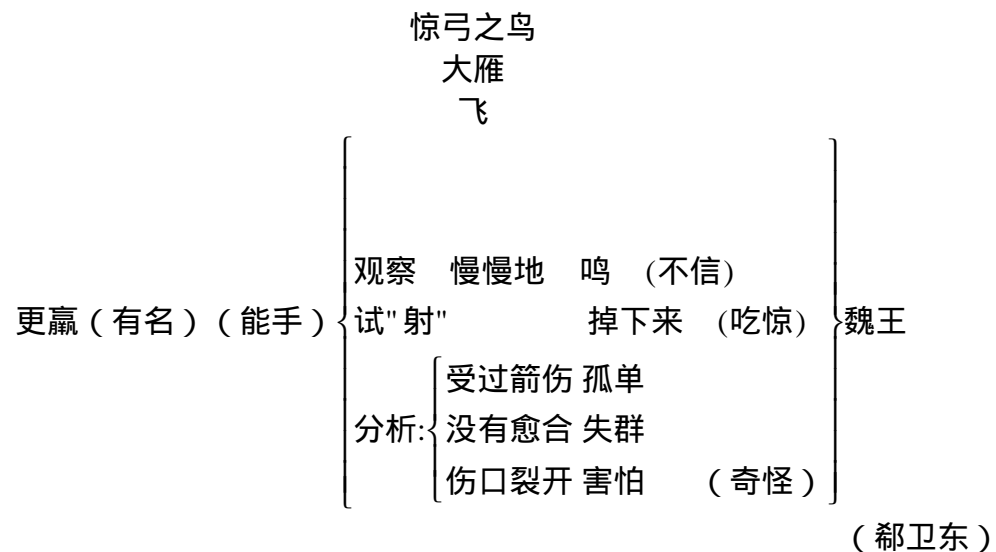 惊弓之鸟
大雁
飞
观察 慢慢地 鸣 (不信)
更羸(有名)(能手) 试"射" 掉下来 (吃惊) 魏王
受过箭伤 孤单
分析: 没有愈合 失群
伤口裂开 害怕 (奇怪)
(郗卫东)